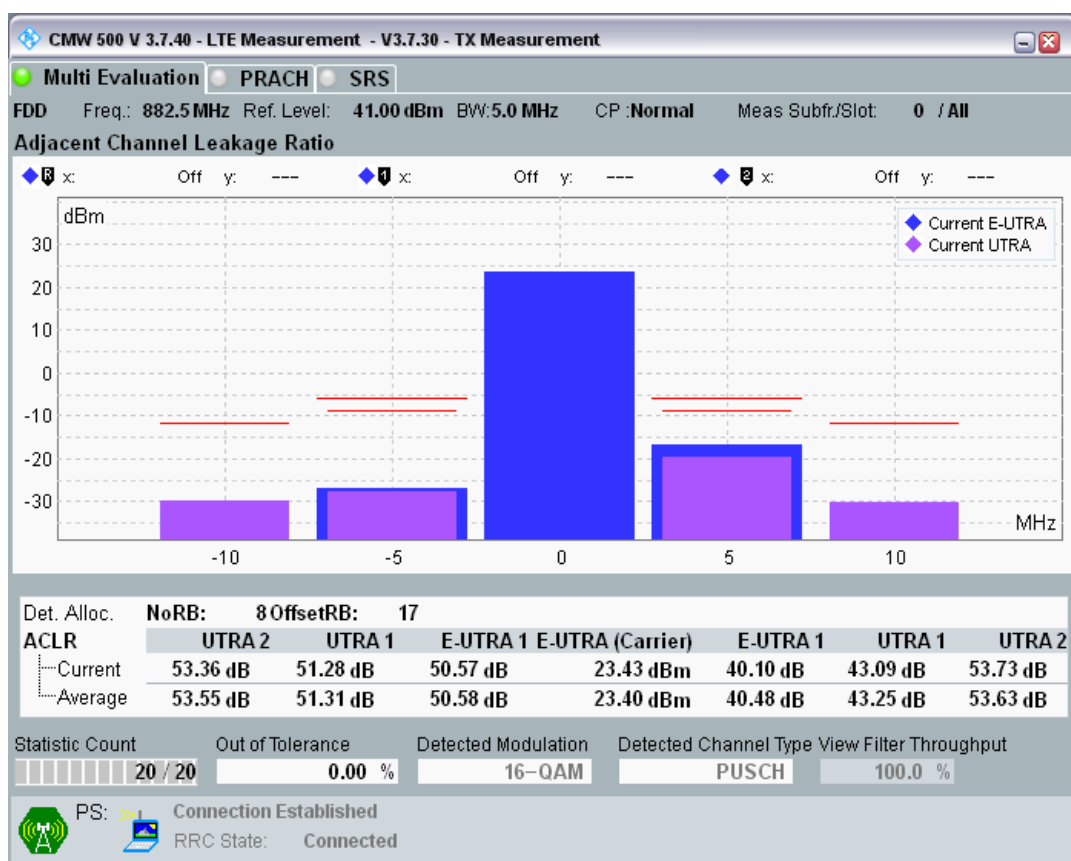 CMW 500 V 3.7.40 - LTE Measurement - V3.7.30 - TX Measurement
Multi Evaluation PRACH SRS
FDD Freq.: 882.5 MHz Ref. Level: 41.00 dBm BW:5.0 MHz CP :Normal Meas Subfr./Slot: 0 / All
Adjacent Channel Leakage Ratio
R x: Off y: --- 1 x: Off y: --- 2 x: Off y: ---
dBm
Current E-UTRA
Current UTRA
30
20
10
0
-10
-20
-30
MHz
-10 -5 0 5 10
Det. Alloc. NoRB: 8 OffsetRB: 17
ACLR UTRA 2 UTRA 1 E-UTRA 1 E-UTRA (Carrier) E-UTRA 1 UTRA 1 UTRA 2
Current 53.36 dB 51.28 dB 50.57 dB 23.43 dBm 40.10 dB 43.09 dB 53.73 dB
Average 53.55 dB 51.31 dB 50.58 dB 23.40 dBm 40.48 dB 43.25 dB 53.63 dB
Statistic Count Out of Tolerance Detected Modulation Detected Channel Type View Filter Throughput
20 / 20 0.00 % 16-QAM PUSCH 100.0 %
PS: Connection Established
RRC State: Connected